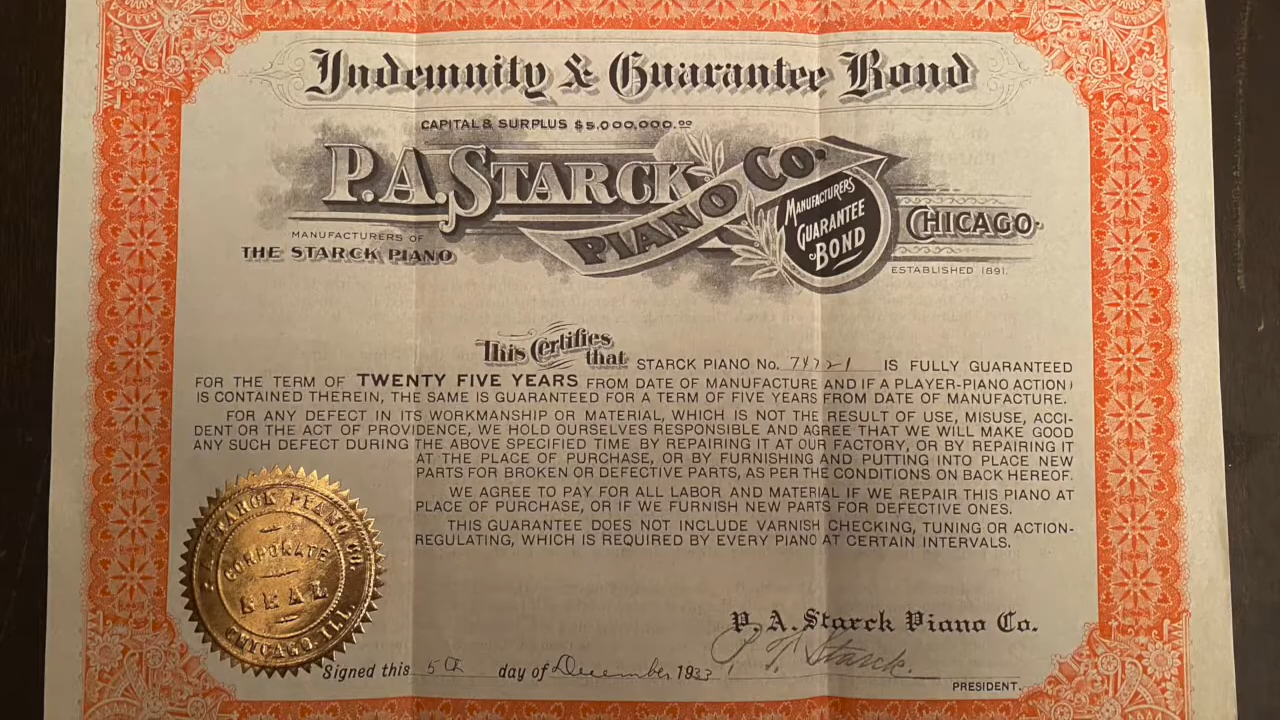 Indemnity & Guarantee Bond
CAPITAL & SURPLUS $5,000,000.00
P.A. STARCK PIANO CO.
MANUFACTURERS GUARANTEE BOND
CHICAGO.
MANUFACTURERS OF
THE STARCK PIANO
ESTABLISHED 1891.
This Certifies that STARCK PIANO No. IS FULLY GUARANTEED
FOR THE TERM OF TWENTY FIVE YEARS FROM DATE OF MANUFACTURE AND IF A PLAYER-PIANO ACTION
IS CONTAINED THEREIN, THE SAME IS GUARANTEED FOR A TERM OF FIVE YEARS FROM DATE OF MANUFACTURE.
FOR ANY DEFECT IN ITS WORKMANSHIP OR MATERIAL, WHICH IS NOT THE RESULT OF USE, MISUSE, ACCI-
DENT OR THE ACT OF PROVIDENCE, WE HOLD OURSELVES RESPONSIBLE AND AGREE THAT WE WILL MAKE GOOD
ANY SUCH DEFECT DURING THE ABOVE SPECIFIED TIME BY REPAIRING IT AT OUR FACTORY, OR BY REPAIRING IT
AT THE PLACE OF PURCHASE, OR BY FURNISHING AND PUTTING INTO PLACE NEW
PARTS FOR BROKEN OR DEFECTIVE PARTS, AS PER THE CONDITIONS ON BACK HEREOF.
WE AGREE TO PAY FOR ALL LABOR AND MATERIAL IF WE REPAIR THIS PIANO AT
PLACE OF PURCHASE, OR IF WE FURNISH NEW PARTS FOR DEFECTIVE ONES.
THIS GUARANTEE DOES NOT INCLUDE VARNISH CHECKING, TUNING OR ACTION-
REGULATING, WHICH IS REQUIRED BY EVERY PIANO AT CERTAIN INTERVALS.
P. A. STARCK PIANO CO.
CORPORATE
SEAL
CHICAGO. ILL.
P. A. Starck Piano Co.
P. A. Starck.
Signed this 5th day of December 1933
PRESIDENT.